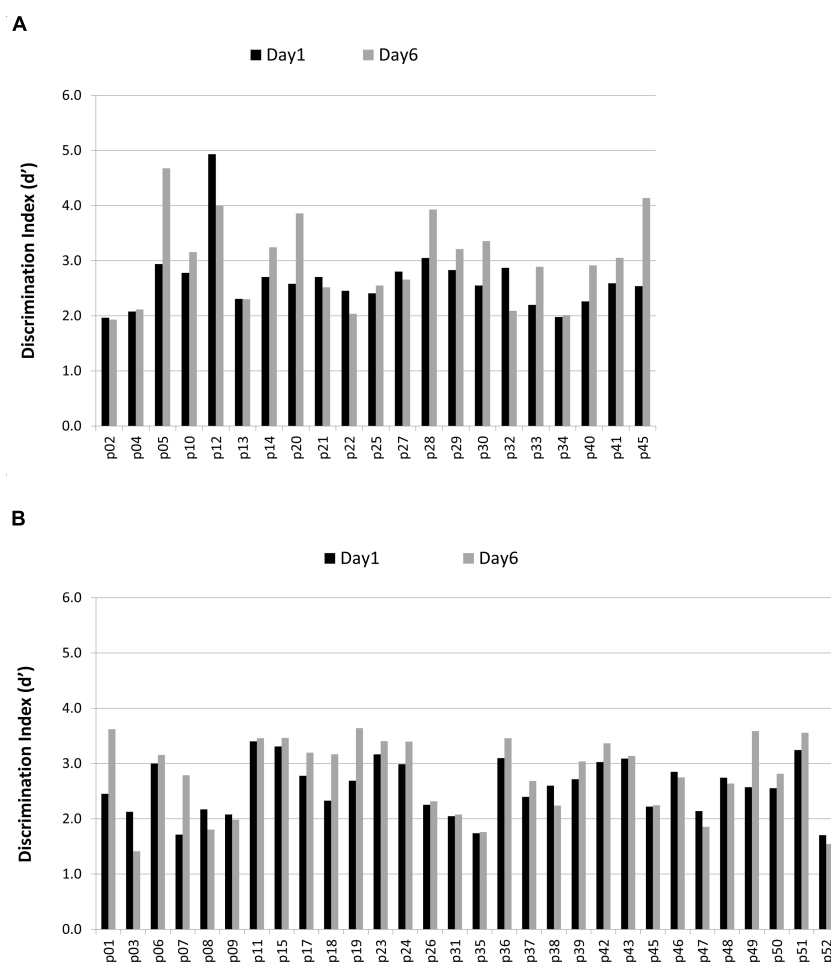 A
Day1 Day6
6.0
5.0
4.0
3.0
2.0
1.0
0.0
Discrimination Index (d’)
p02 p04 p05 p10 p12 p13 p14 p20 p21 p22 p25 p27 p28 p29 p30 p32 p33 p34 p40 p41 p45
B
Day1 Day6
6.0
5.0
4.0
3.0
2.0
1.0
0.0
Discrimination Index (d’)
p01 p03 p06 p07 p08 p09 p11 p15 p17 p18 p19 p23 p24 p26 p31 p35 p36 p37 p38 p39 p42 p43 p45 p46 p47 p48 p49 p50 p51 p52